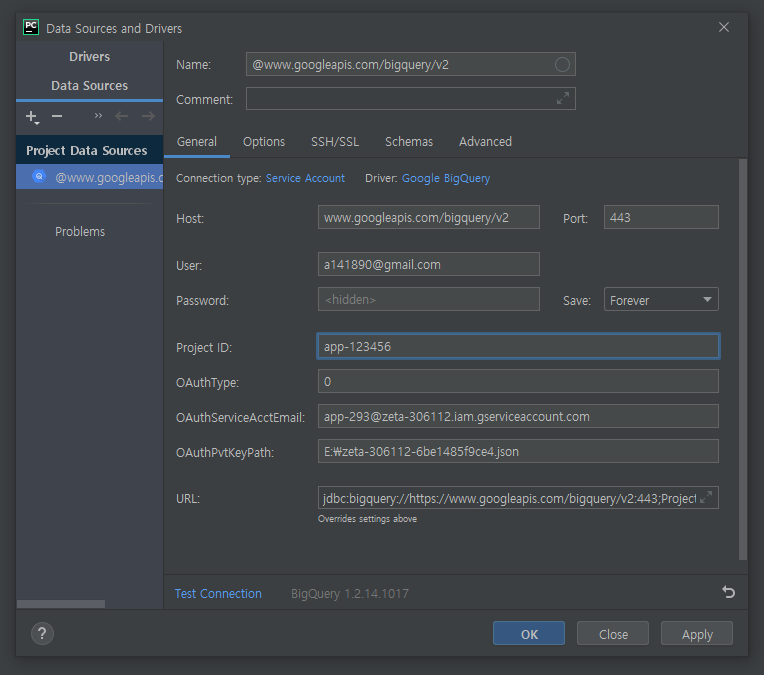 PC Data Sources and Drivers
Drivers
Data Sources
Project Data Sources
@www.googleapis.c
Problems
Name: @www.googleapis.com/bigquery/v2
Comment:
General Options SSH/SSL Schemas Advanced
Connection type: Service Account Driver: Google BigQuery
Host: www.googleapis.com/bigquery/v2 Port: 443
User: a141890@gmail.com
Password: <hidden> Save: Forever
Project ID: app-123456
OAuthType: 0
OAuthServiceAcctEmail: app-293@zeta-306112.iam.gserviceaccount.com
OAuthPvtKeyPath: E:₩zeta-306112-6be1485f9ce4.json
URL: jdbc:bigquery://https://www.googleapis.com/bigquery/v2:443;Project
Overrides settings above
Test Connection BigQuery 1.2.14.1017
? OK Close Apply